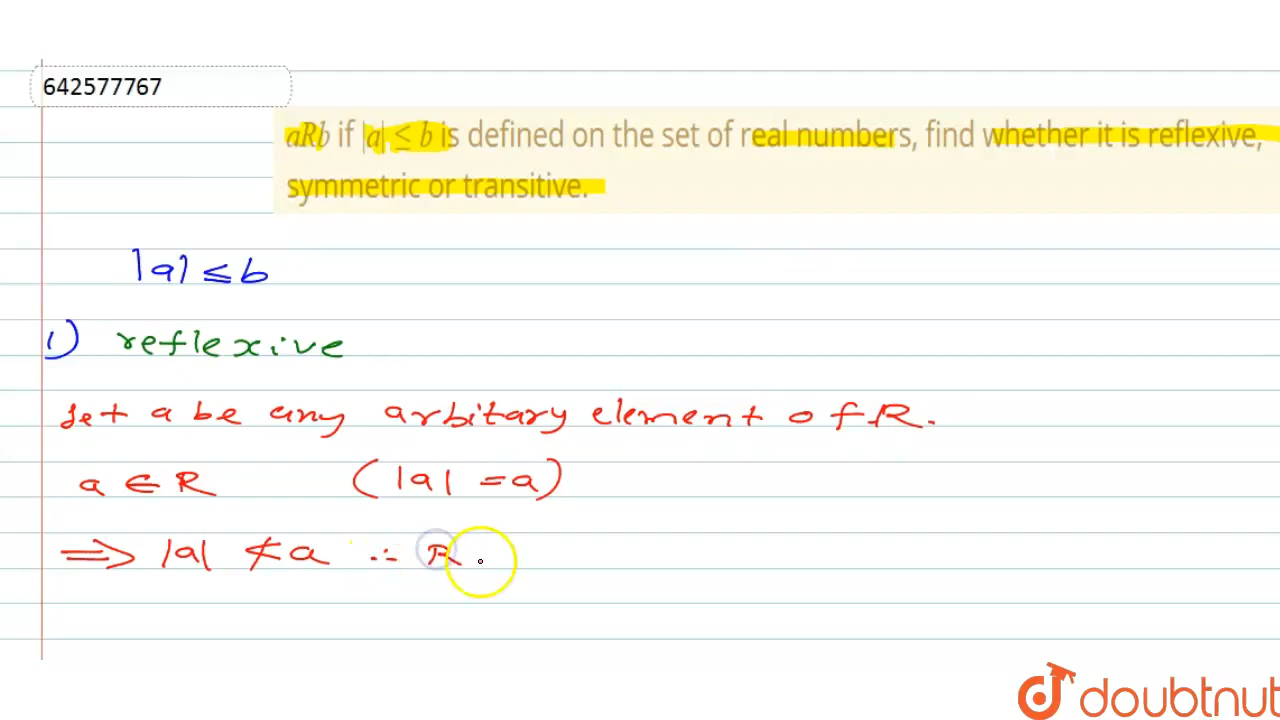 642577767
aRb if |a| ≤ b is defined on the set of real numbers, find whether it is reflexive,
symmetric or transitive.
|a| ≤ b
1) reflexive
Let a be any arbitary element of R.
a ∈ R (|a| = a)
⇒ |a| ≮ a ∴ R
doubtnut